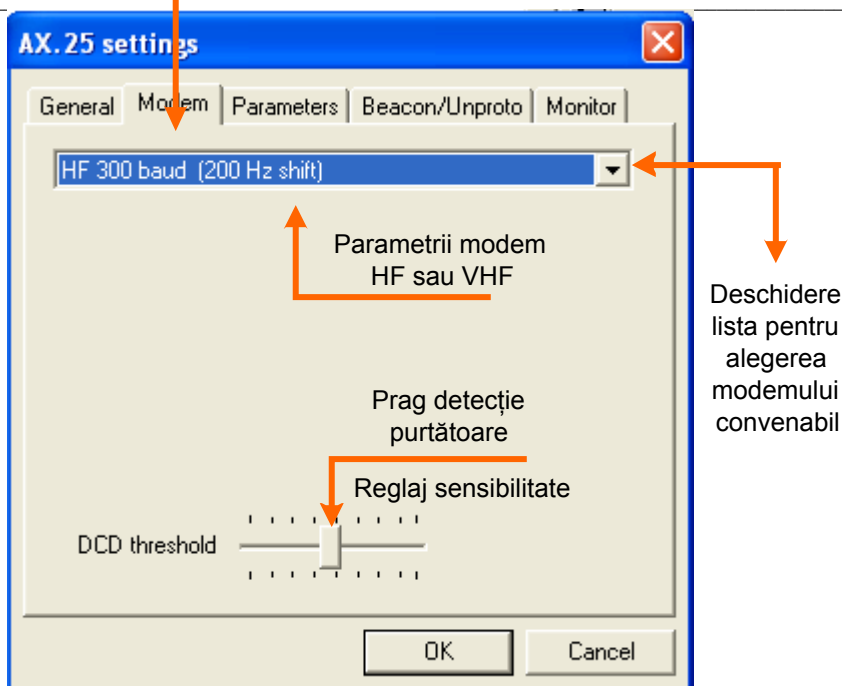 AX.25 settings
General Modem Parameters Beacon/Unproto Monitor
HF 300 baud (200 Hz shift)
Parametrii modem
HF sau VHF
Deschidere
lista pentru
alegerea
modemului
convenabil
Prag detecție
purtătoare
Reglaj sensibilitate
DCD threshold
OK Cancel